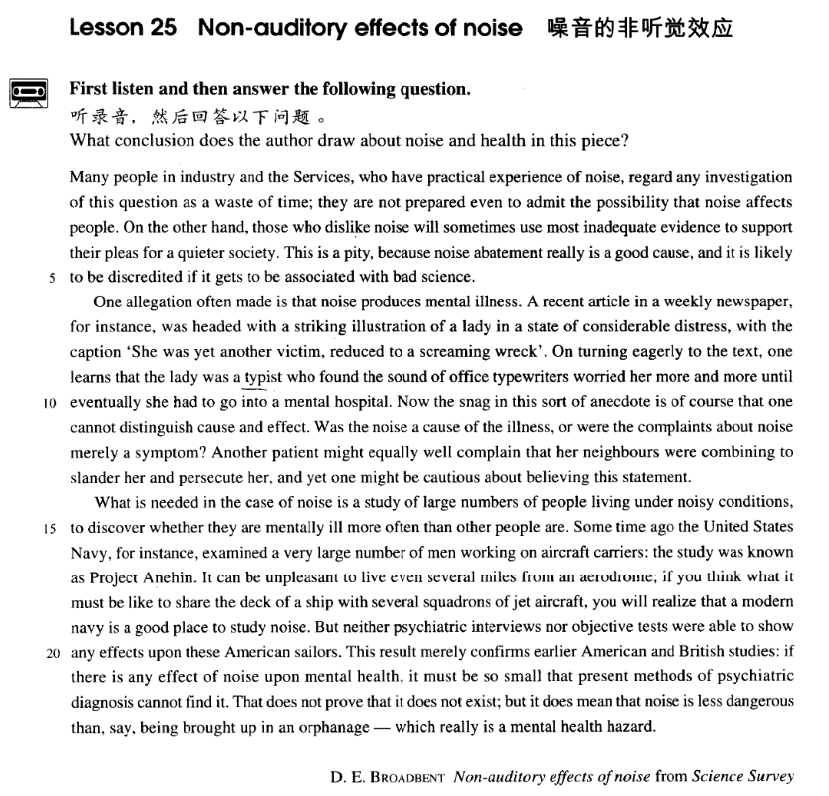 Lesson 25 Non-auditory effects of noise 噪音的非听觉效应
First listen and then answer the following question.
听录音，然后回答以下问题。
What conclusion does the author draw about noise and health in this piece?
Many people in industry and the Services, who have practical experience of noise, regard any investigation
of this question as a waste of time; they are not prepared even to admit the possibility that noise affects
people. On the other hand, those who dislike noise will sometimes use most inadequate evidence to support
their pleas for a quieter society. This is a pity, because noise abatement really is a good cause, and it is likely
5 to be discredited if it gets to be associated with bad science.
One allegation often made is that noise produces mental illness. A recent article in a weekly newspaper,
for instance, was headed with a striking illustration of a lady in a state of considerable distress, with the
caption ‘She was yet another victim, reduced to a screaming wreck’. On turning eagerly to the text, one
learns that the lady was a typist who found the sound of office typewriters worried her more and more until
10 eventually she had to go into a mental hospital. Now the snag in this sort of anecdote is of course that one
cannot distinguish cause and effect. Was the noise a cause of the illness, or were the complaints about noise
merely a symptom? Another patient might equally well complain that her neighbours were combining to
slander her and persecute her, and yet one might be cautious about believing this statement.
What is needed in the case of noise is a study of large numbers of people living under noisy conditions,
15 to discover whether they are mentally ill more often than other people are. Some time ago the United States
Navy, for instance, examined a very large number of men working on aircraft carriers: the study was known
as Project Anehin. It can be unpleasant to live even several miles from an aerodrome; if you think what it
must be like to share the deck of a ship with several squadrons of jet aircraft, you will realize that a modern
navy is a good place to study noise. But neither psychiatric interviews nor objective tests were able to show
20 any effects upon these American sailors. This result merely confirms earlier American and British studies: if
there is any effect of noise upon mental health, it must be so small that present methods of psychiatric
diagnosis cannot find it. That does not prove that it does not exist; but it does mean that noise is less dangerous
than, say, being brought up in an orphanage — which really is a mental health hazard.
D. E. BROADBENT Non-auditory effects of noise from Science Survey